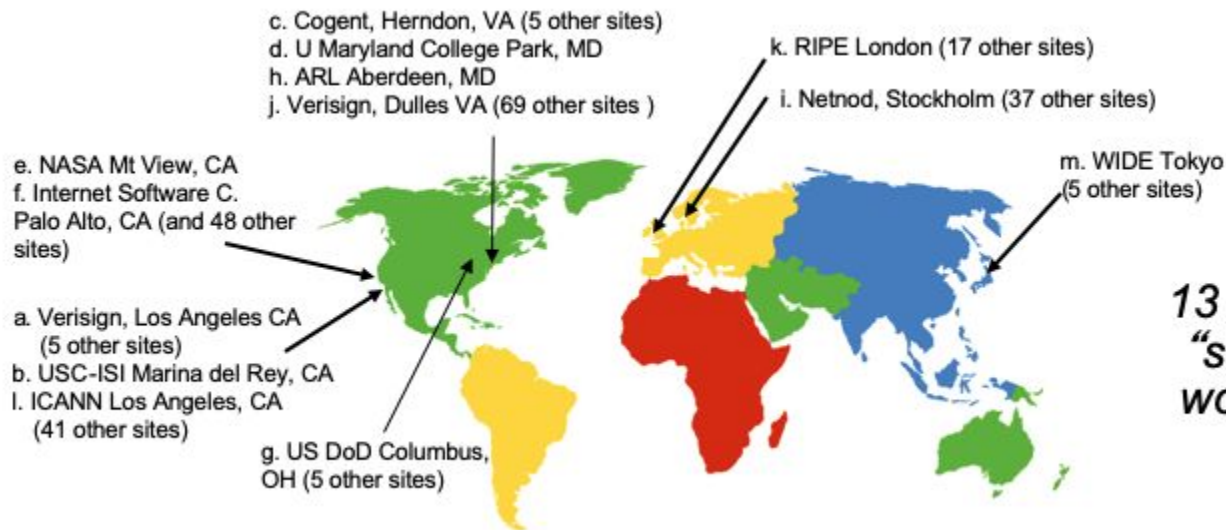 c. Cogent, Herndon, VA (5 other sites)
d. U Maryland College Park, MD
h. ARL Aberdeen, MD
j. Verisign, Dulles VA (69 other sites )
k. RIPE London (17 other sites)
i. Netnod, Stockholm (37 other sites)
m. WIDE Tokyo
(5 other sites)
e. NASA Mt View, CA
f. Internet Software C.
Palo Alto, CA (and 48 other
sites)
a. Verisign, Los Angeles CA
(5 other sites)
b. USC-ISI Marina del Rey, CA
l. ICANN Los Angeles, CA
(41 other sites)
g. US DoD Columbus,
OH (5 other sites)
13